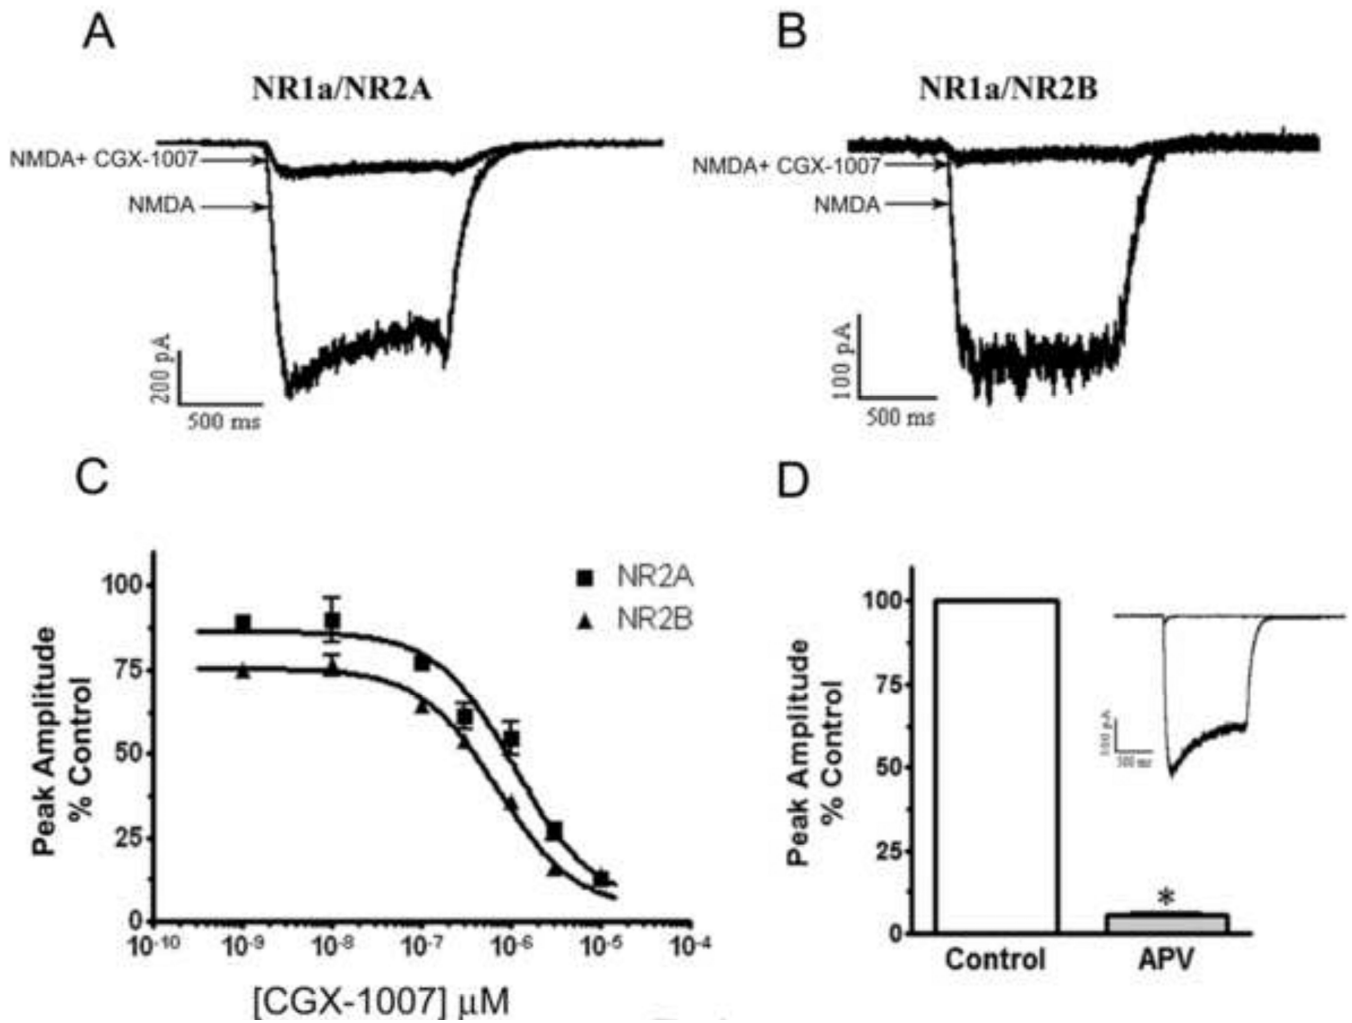 A
NR1a/NR2A
NMDA+ CGX-1007
NMDA
200 pA
500 ms
B
NR1a/NR2B
NMDA+ CGX-1007
NMDA
100 pA
500 ms
C
Peak Amplitude
% Control
100
75
50
25
0
NR2A
NR2B
10-10 10-9 10-8 10-7 10-6 10-5 10-4
[CGX-1007] µM
D
Peak Amplitude
% Control
100
75
50
25
0
500 ms
*
Control APV